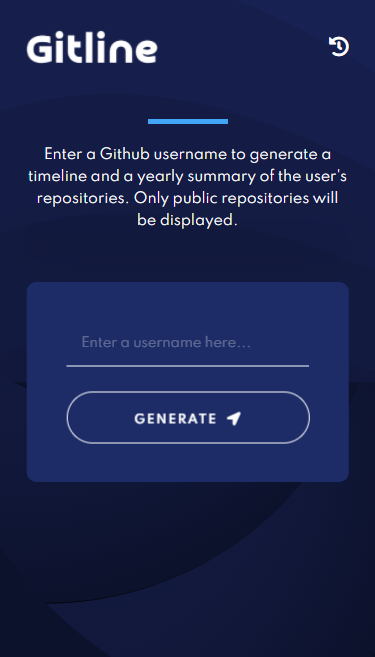 Gitline
Enter a Github username to generate a
timeline and a yearly summary of the user's
repositories. Only public repositories will
be displayed.
Enter a username here...
GENERATE